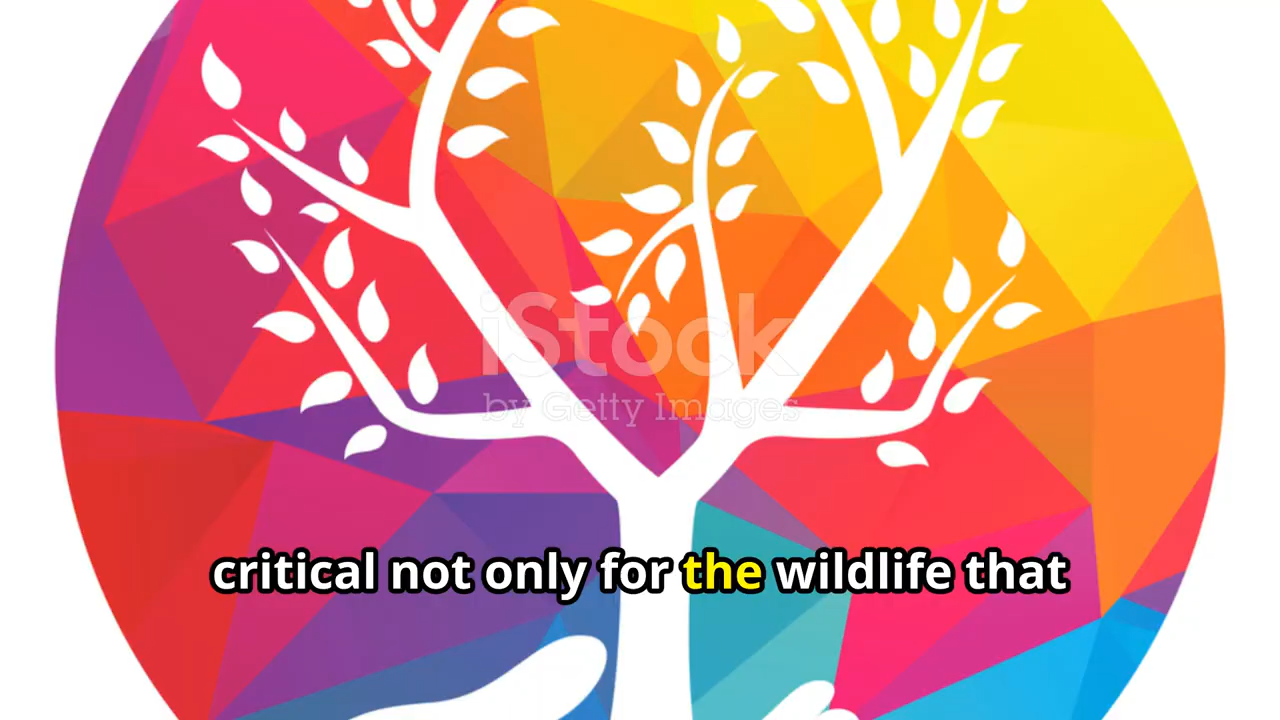 iStock
by Getty Images
critical not only for the wildlife that